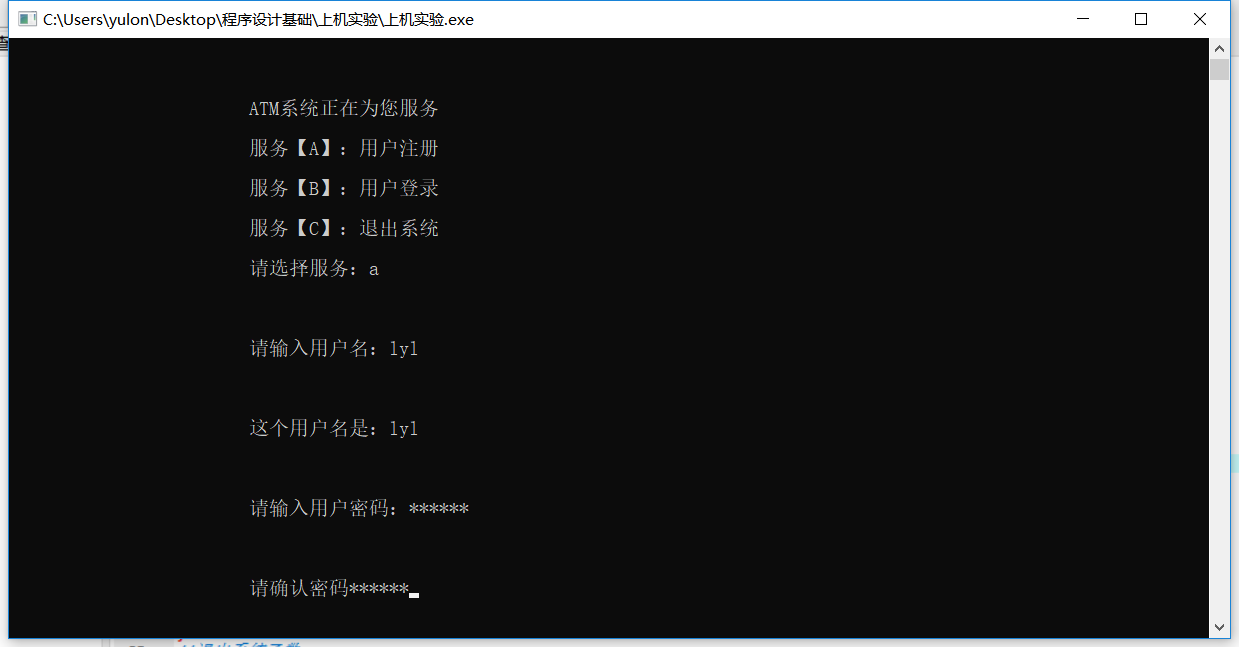 C:\Users\yulon\Desktop\程序设计基础\上机实验\上机实验.exe
ATM系统正在为您服务
服务【A】：用户注册
服务【B】：用户登录
服务【C】：退出系统
请选择服务：a
请输入用户名：lyl
这个用户名是：lyl
请输入用户密码：******
请确认密码******